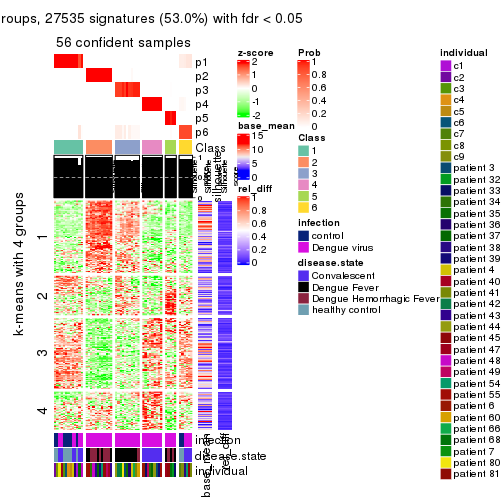 roups, 27535 signatures (53.0%) with fdr < 0.05
56 confident samples
p1
p2
p3
p4
p5
p6
Class
1
2
3
4
k-means with 4 groups
infection
disease.state
individual
base_mean
rel_diff
silhouette
score
z-score
2
1
0
-1
-2
base_mean
15
10
5
0
rel_diff
1
0.8
0.6
0.4
0.2
0
Prob
1
0.8
0.6
0.4
0.2
0
Class
1
2
3
4
5
6
infection
control
Dengue virus
disease.state
Convalescent
Dengue Fever
Dengue Hemorrhagic Fever
healthy control
individual
c1
c2
c3
c4
c5
c6
c7
c8
c9
patient 3
patient 32
patient 33
patient 34
patient 35
patient 36
patient 37
patient 38
patient 39
patient 4
patient 40
patient 41
patient 42
patient 43
patient 44
patient 45
patient 47
patient 48
patient 49
patient 54
patient 55
patient 6
patient 60
patient 66
patient 68
patient 7
patient 80
patient 81